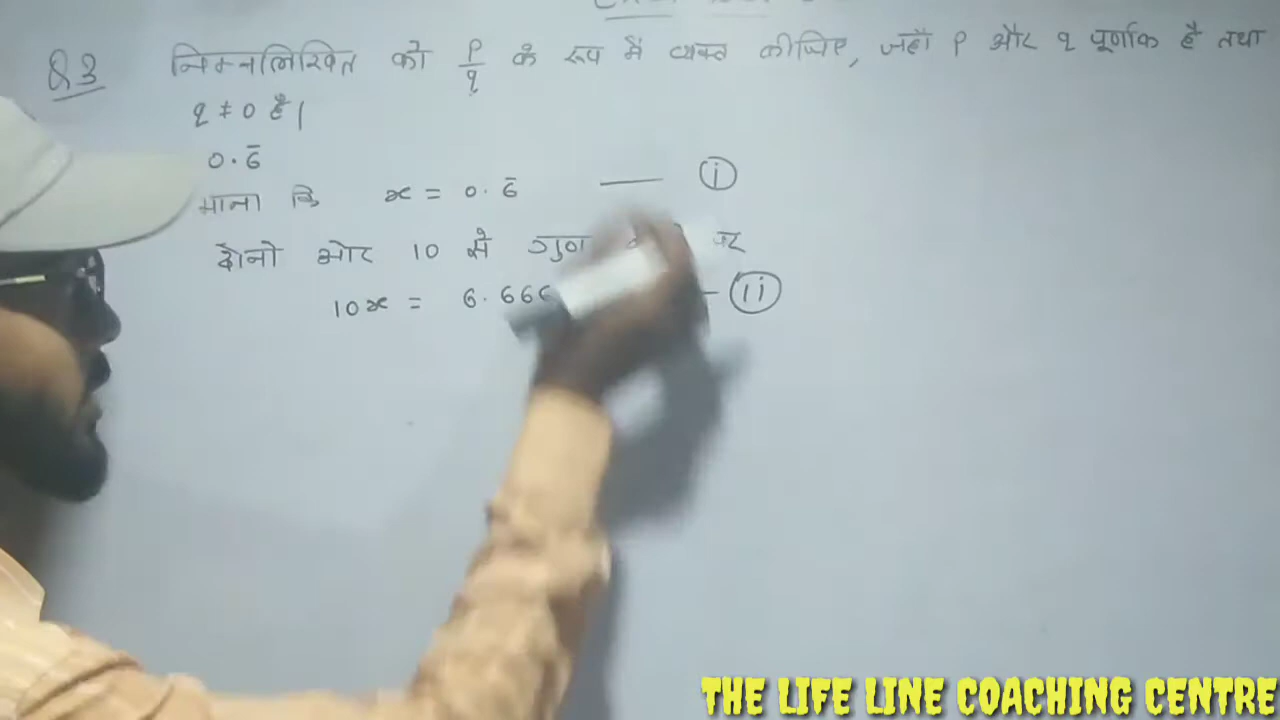 Q3 निम्नलिखित को p/q के रूप में व्यक्त कीजिए, जहाँ p और q पूर्णांक है तथा
q ≠ 0 है।
0.6̄
माना कि x = 0.6̄ —— (i)
दोनो ओर 10 से गुणा पर
10x = 6.666 — (ii)
THE LIFE LINE COACHING CENTRE